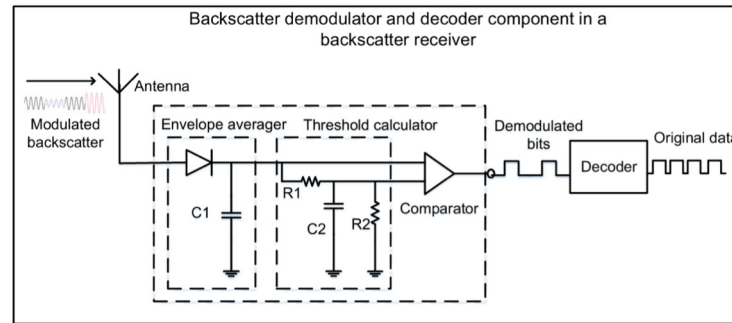 Backscatter demodulator and decoder component in a
backscatter receiver
Antenna
Modulated
backscatter
Envelope averager
Threshold calculator
Demodulated
bits
Original data
Decoder
R1
C1
C2
R2
Comparator